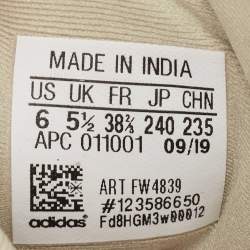 MADE IN INDIA
US UK FR JP CHN
6 5½ 38⅔ 240 235
APC 011001 09/19
ART FW4839
#123586650
adidas Fd8HGM3w00012